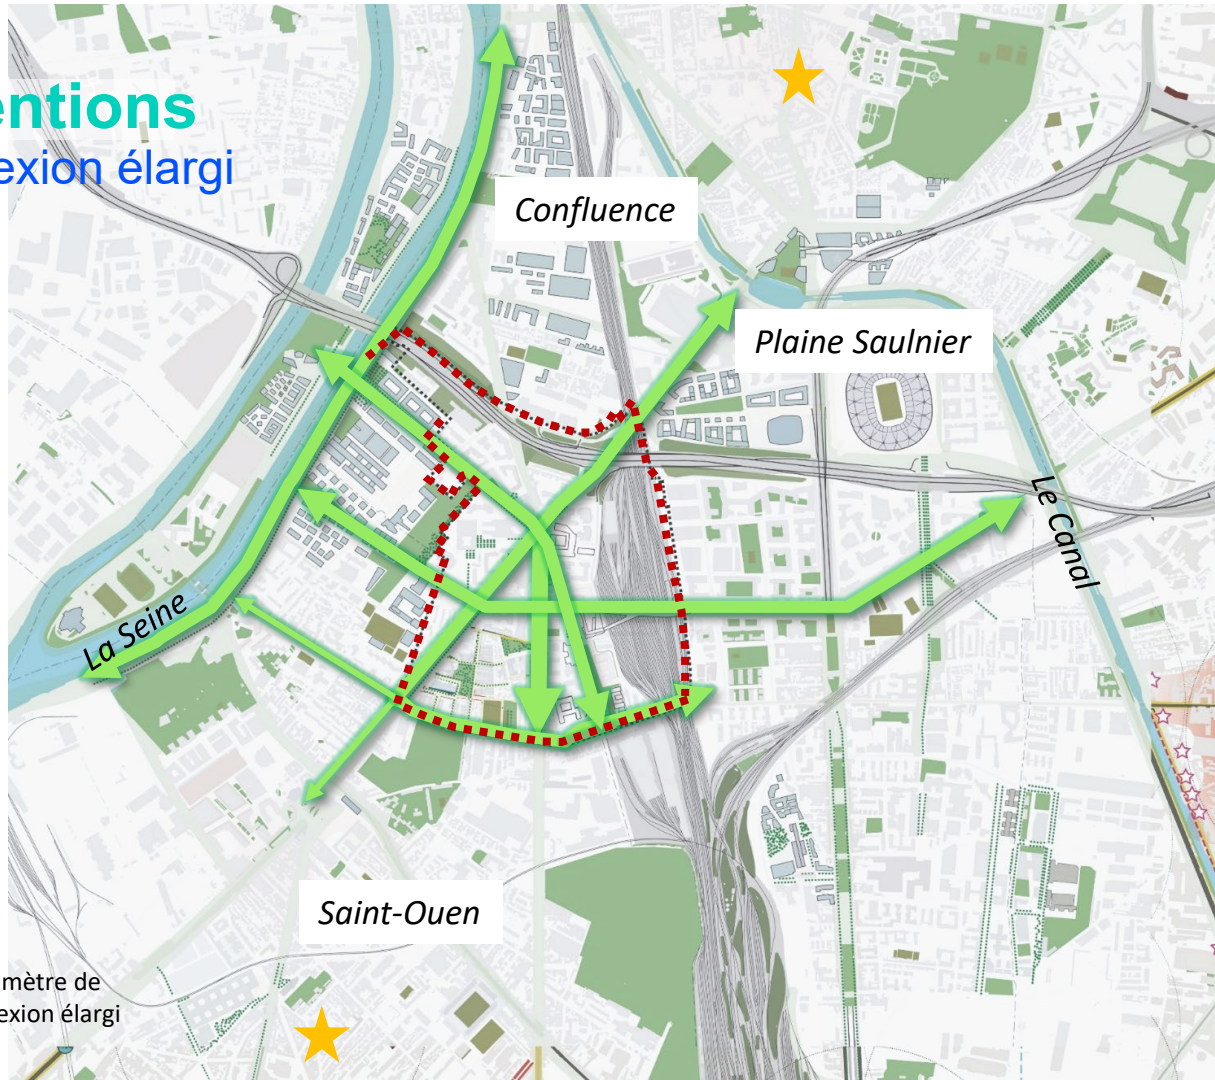 entions
exion élargi
Confluence
Plaine Saulnier
Le Canal
La Seine
Saint-Ouen
mètre de
exion élargi